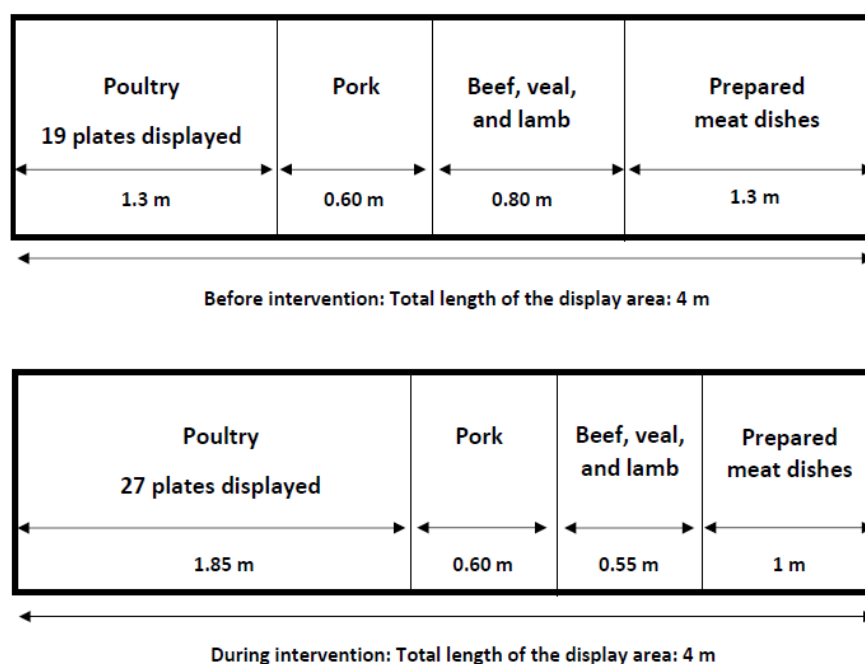 Poultry
19 plates displayed
1.3 m
Pork
0.60 m
Beef, veal,
and lamb
0.80 m
Prepared
meat dishes
1.3 m
Before intervention: Total length of the display area: 4 m
Poultry
27 plates displayed
1.85 m
Pork
0.60 m
Beef, veal,
and lamb
0.55 m
Prepared
meat dishes
1 m
During intervention: Total length of the display area: 4 m